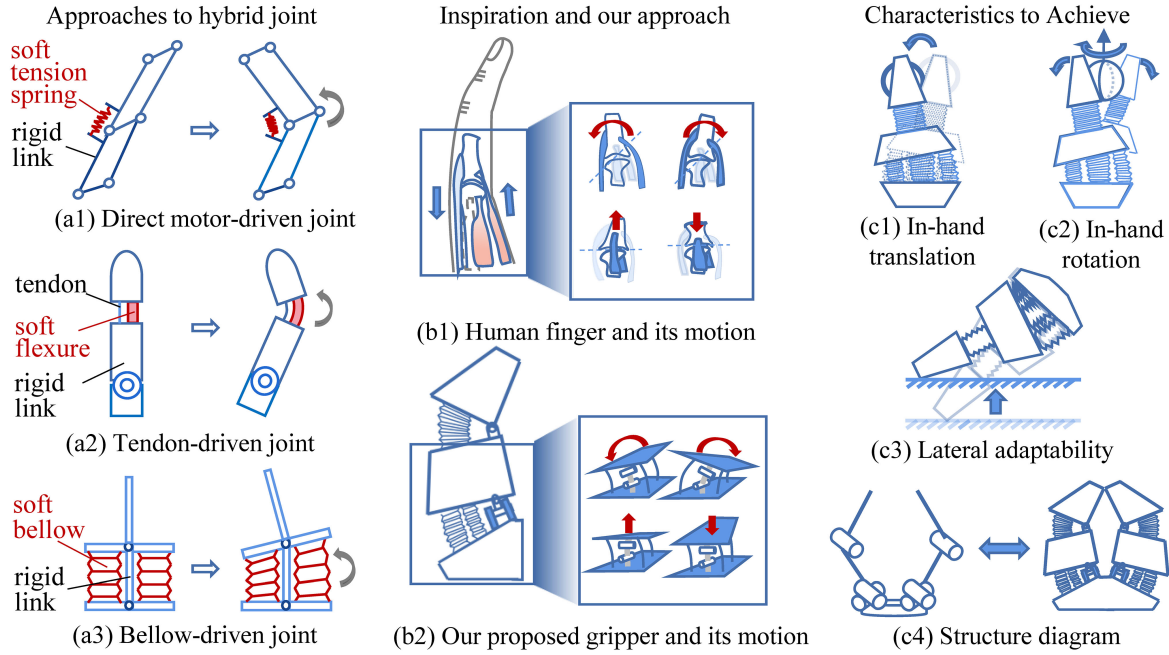 Approaches to hybrid joint
soft
tension
spring
rigid
link
(a1) Direct motor-driven joint
tendon
soft
flexure
rigid
link
(a2) Tendon-driven joint
soft
bellow
rigid
link
(a3) Bellow-driven joint
Inspiration and our approach
(b1) Human finger and its motion
(b2) Our proposed gripper and its motion
Characteristics to Achieve
(c1) In-hand
translation
(c2) In-hand
rotation
(c3) Lateral adaptability
(c4) Structure diagram